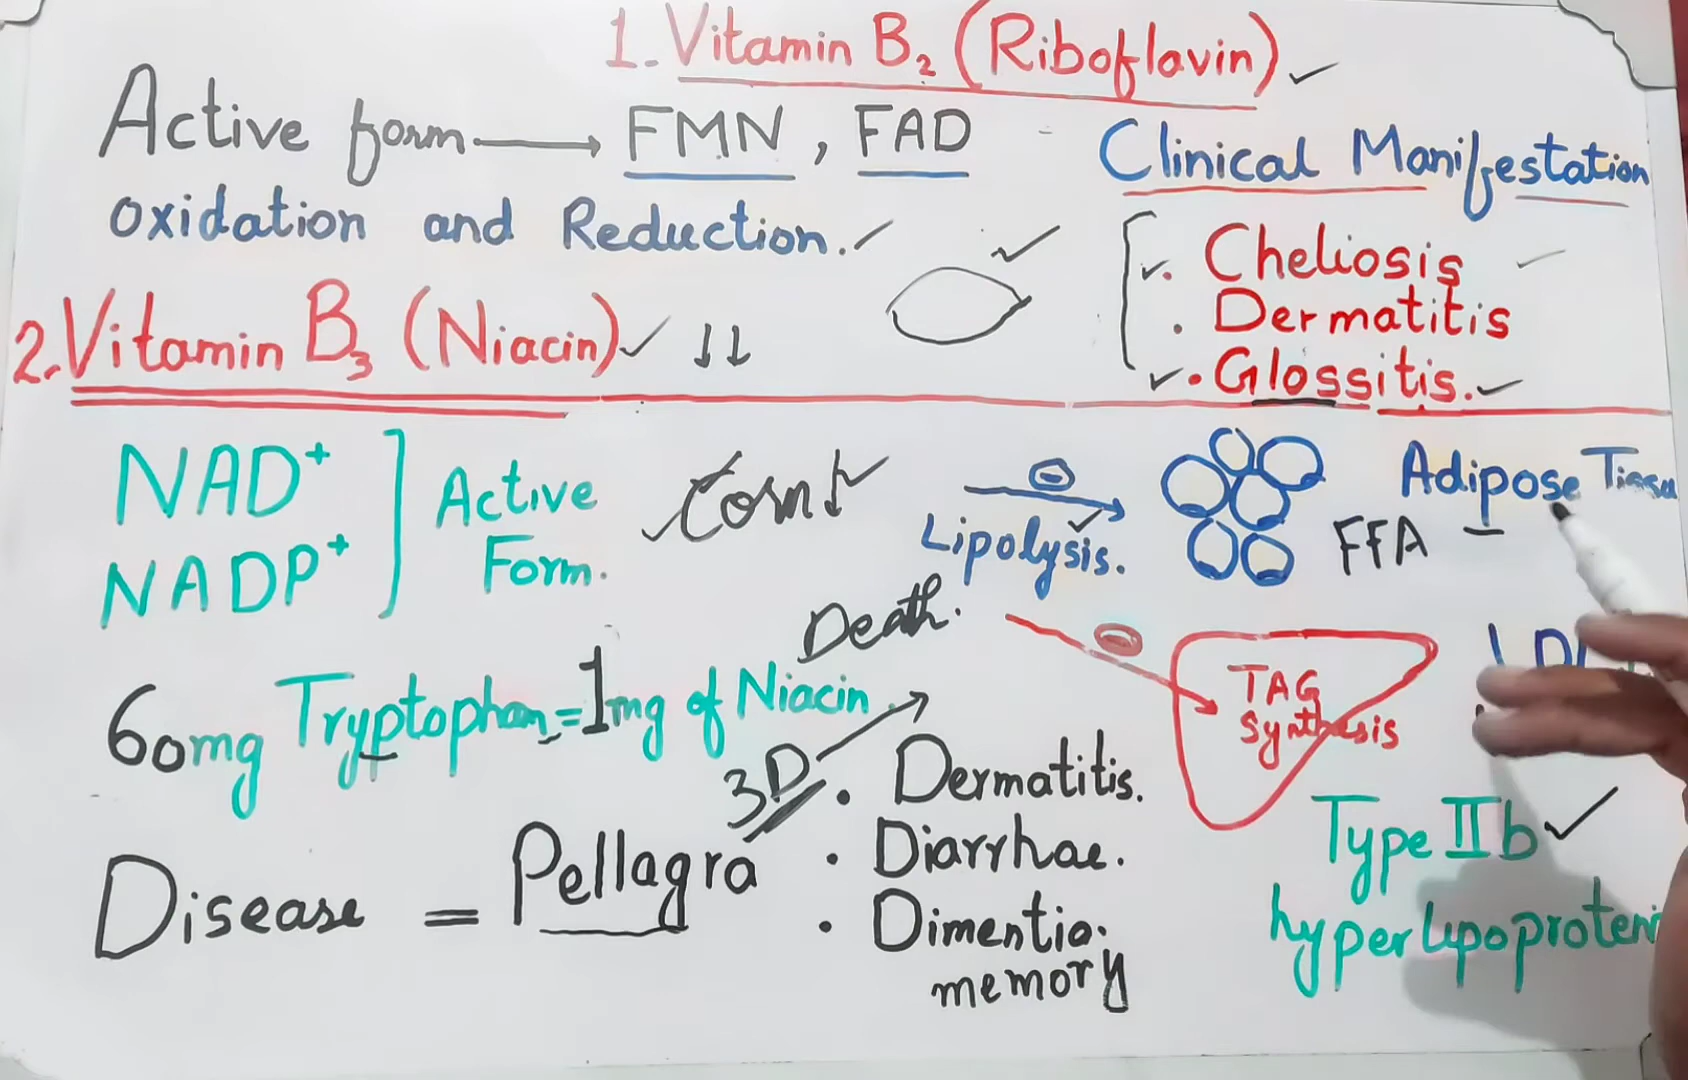 1. Vitamin B2 (Riboflavin)
Active form → FMN, FAD
oxidation and Reduction.
Clinical Manifestation
. Cheliosis
. Dermatitis
. Glossitis.
2. Vitamin B3 (Niacin) ↓↓
NAD+
NADP+
Active
Form.
Corn
Lipolysis.
FFA
Adipose
Death.
60mg Tryptophan = 1mg of Niacin
TAG
Synthesis
3D
Disease = Pellagra
. Dermatitis.
. Diarrhae.
. Dimentia.
memory
Type IIb